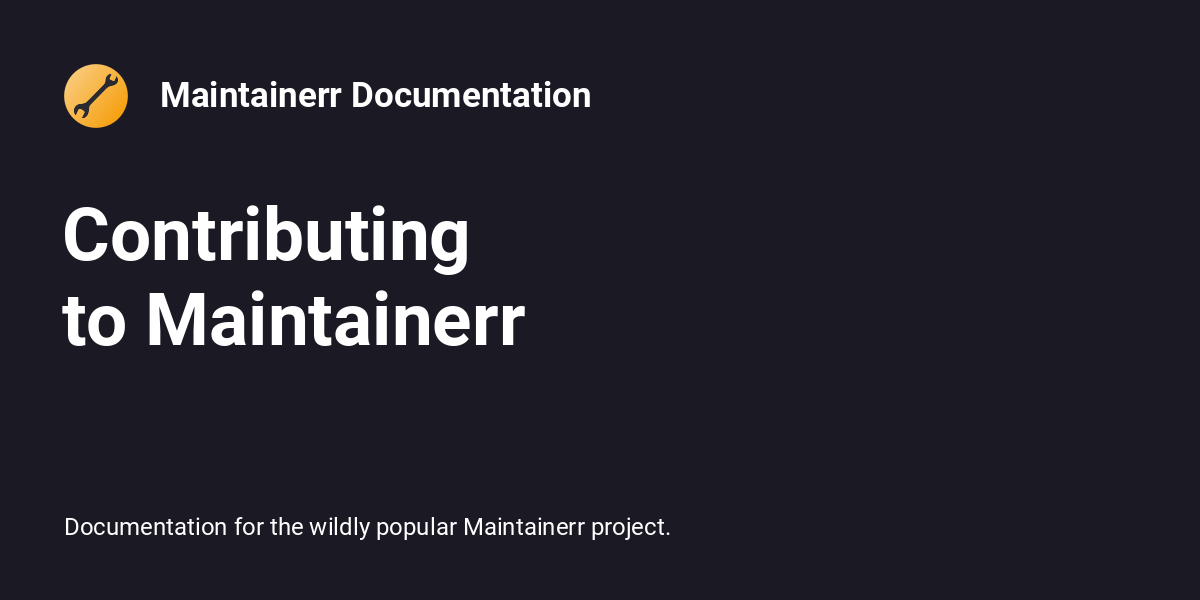 Maintainerr Documentation
Contributing
to Maintainerr
Documentation for the wildly popular Maintainerr project.